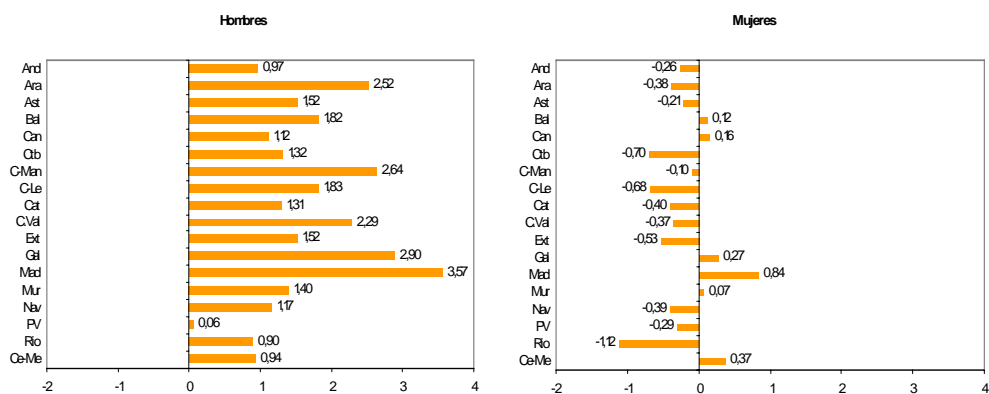 Hombres
And 0,97
Ara 2,52
Ast 1,52
Bal 1,82
Can 1,12
Ctb 1,32
C-Man 2,64
C-Le 1,83
Cat 1,31
C.Val 2,29
Ext 1,52
Gal 2,90
Mad 3,57
Mur 1,40
Nav 1,17
PV 0,06
Rio 0,90
Ce-Me 0,94
-2 -1 0 1 2 3 4
Mujeres
And -0,26
Ara -0,38
Ast -0,21
Bal 0,12
Can 0,16
Ctb -0,70
C-Man -0,10
C-Le -0,68
Cat -0,40
C.Val -0,37
Ext -0,53
Gal 0,27
Mad 0,84
Mur 0,07
Nav -0,39
PV -0,29
Rio -1,12
Ce-Me 0,37
-2 -1 0 1 2 3 4